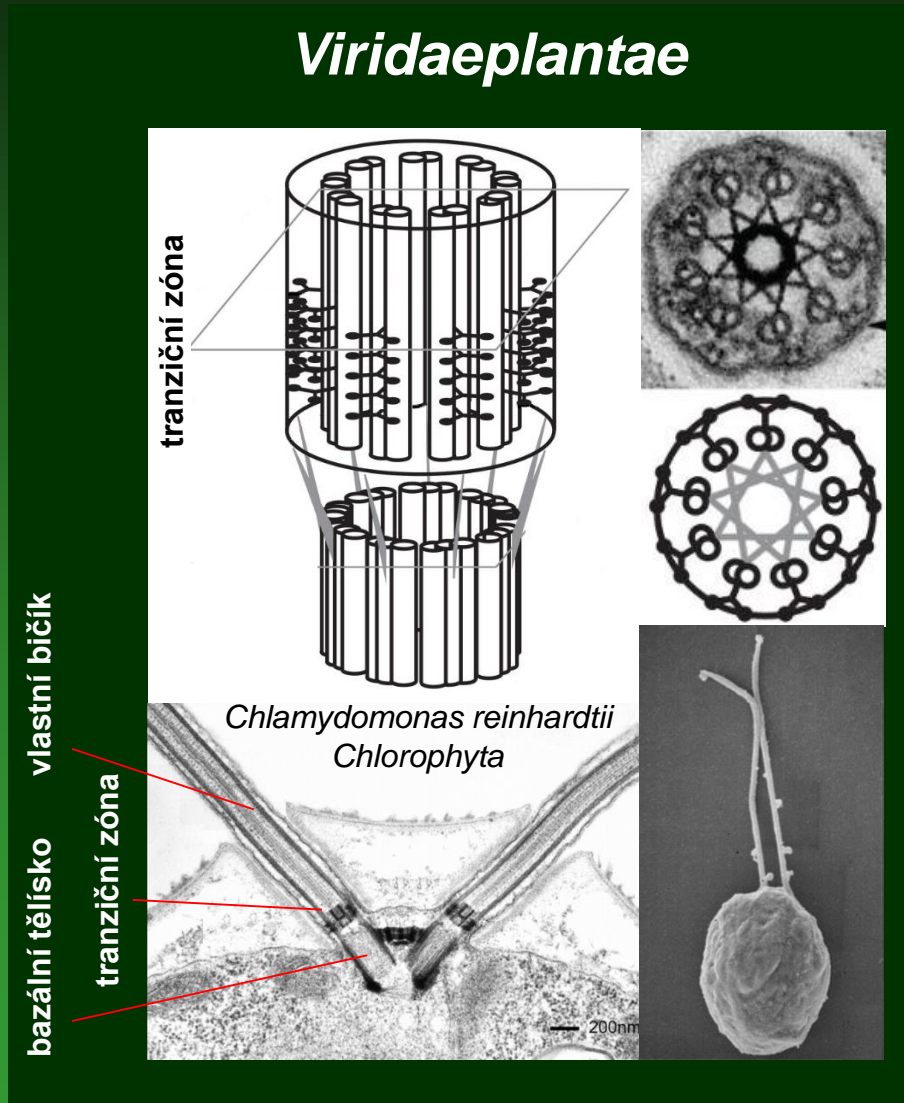 Viridaeplantae
tranziční zóna
Chlamydomonas reinhardtii
Chlorophyta
vlastní bičík
tranziční zóna
bazální tělísko
200nm